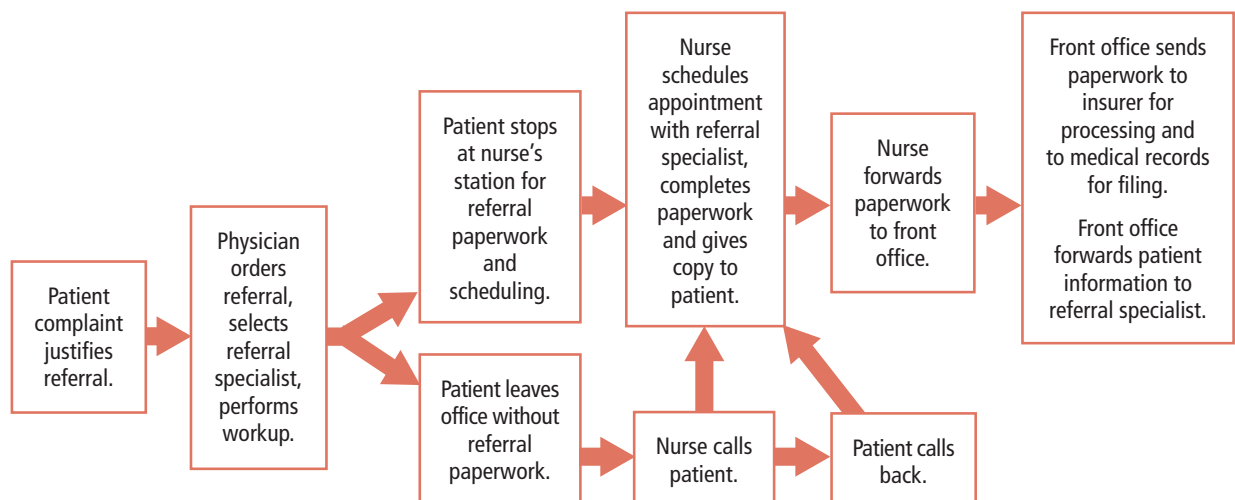 Patient
complaint
justifies
referral.
Physician
orders
referral,
selects
referral
specialist,
performs
workup.
Patient stops
at nurse’s
station for
referral
paperwork
and
scheduling.
Patient leaves
office without
referral
paperwork.
Nurse calls
patient.
Patient calls
back.
Nurse
schedules
appointment
with referral
specialist,
completes
paperwork
and gives
copy to
patient.
Nurse
forwards
paperwork
to front
office.
Front office sends
paperwork to
insurer for
processing and
to medical records
for filing.
Front office
forwards patient
information to
referral specialist.